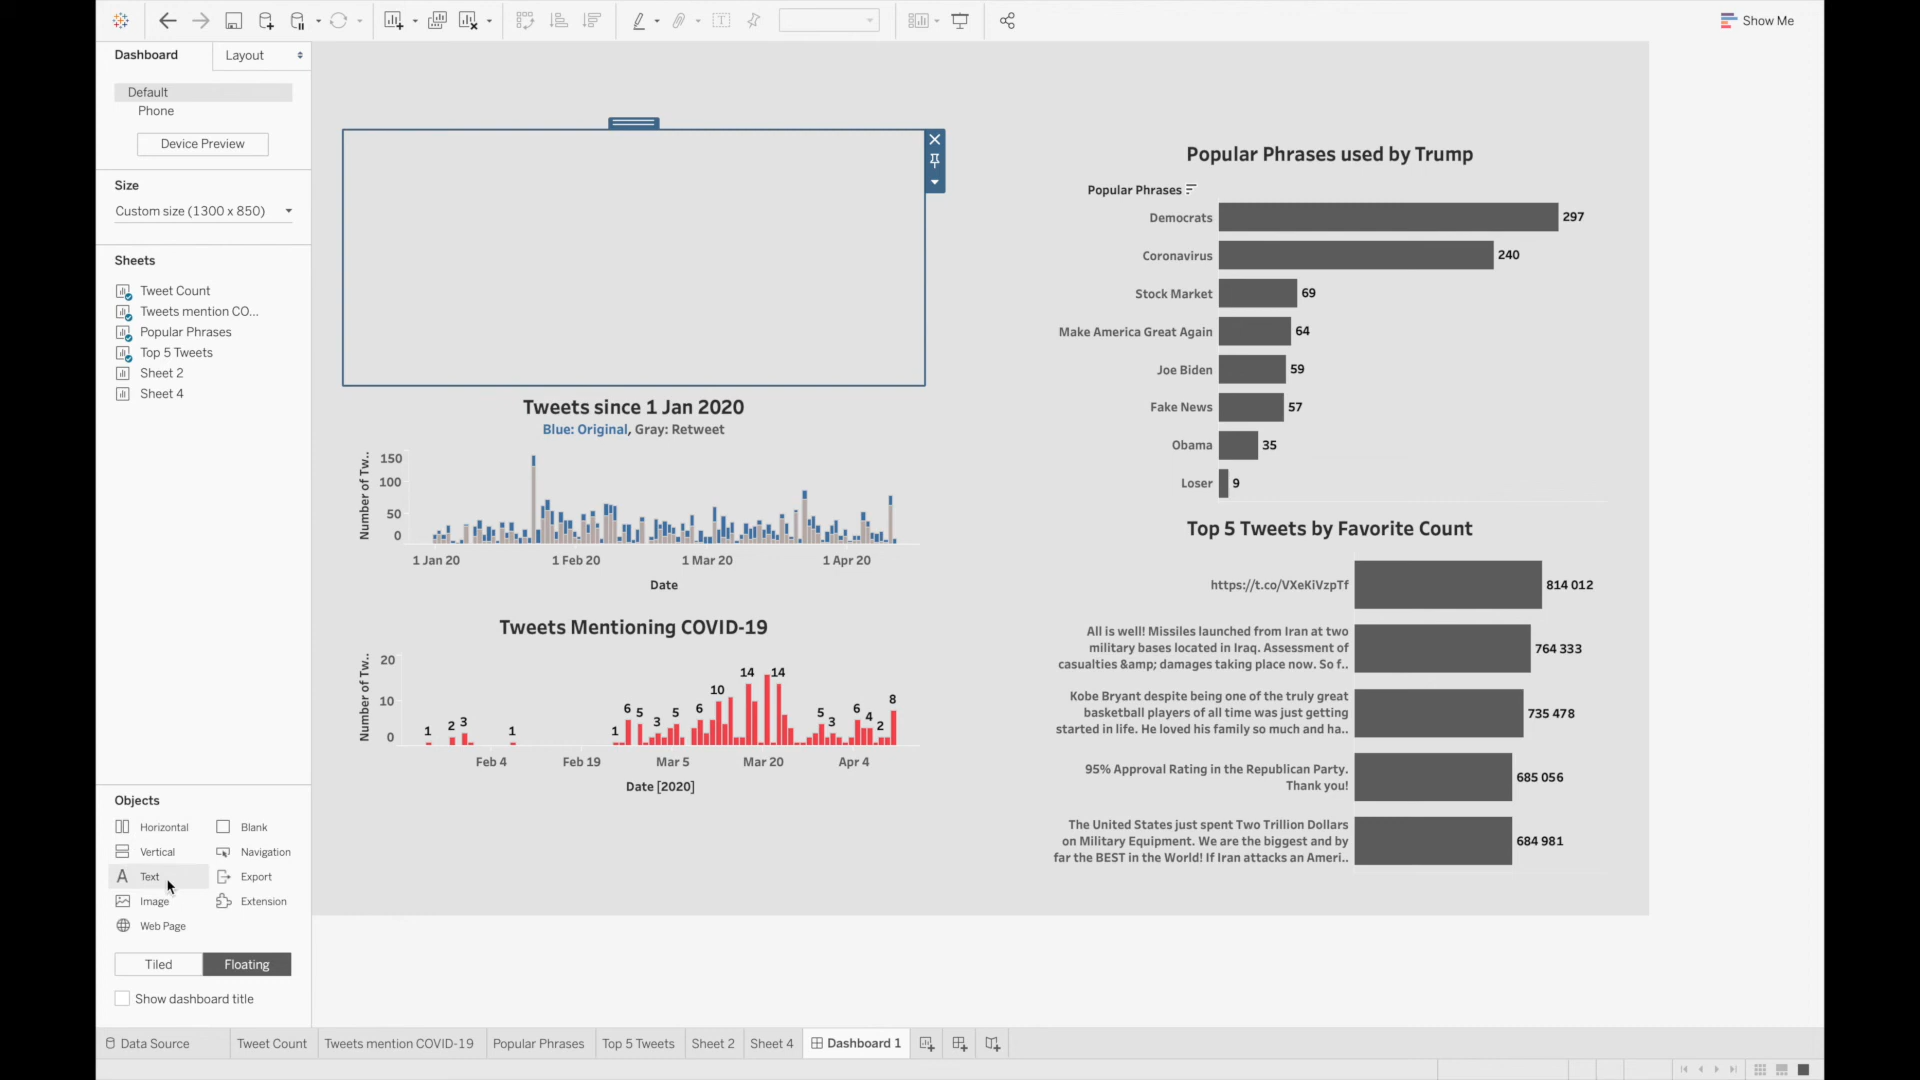 Show Me
Dashboard
Layout
Default
Phone
Device Preview
Size
Custom size (1300 x 850)
Sheets
Tweet Count
Tweets mention CO...
Popular Phrases
Top 5 Tweets
Sheet 2
Sheet 4
Objects
Horizontal
Blank
Vertical
Navigation
A Text
Export
Image
Extension
Web Page
Tiled
Floating
Show dashboard title
Tweets since 1 Jan 2020
Blue: Original, Gray: Retweet
Number of Tw..
150
100
50
0
1 Jan 20
1 Feb 20
1 Mar 20
1 Apr 20
Date
Tweets Mentioning COVID-19
Number of Tw..
20
10
0
1
2
3
1
1
6
5
3
5
6
10
14
14
5
3
6
4
2
8
Feb 4
Feb 19
Mar 5
Mar 20
Apr 4
Date [2020]
Popular Phrases used by Trump
Popular Phrases
Democrats
297
Coronavirus
240
Stock Market
69
Make America Great Again
64
Joe Biden
59
Fake News
57
Obama
35
Loser
9
Top 5 Tweets by Favorite Count
https://t.co/VXeKiVzpTf
814 012
All is well! Missiles launched from Iran at two
military bases located in Iraq. Assessment of
casualties &amp; damages taking place now. So f..
764 333
Kobe Bryant despite being one of the truly great
basketball players of all time was just getting
started in life. He loved his family so much and ha..
735 478
95% Approval Rating in the Republican Party.
Thank you!
685 056
The United States just spent Two Trillion Dollars
on Military Equipment. We are the biggest and by
far the BEST in the World! If Iran attacks an Ameri..
684 981
Data Source
Tweet Count
Tweets mention COVID-19
Popular Phrases
Top 5 Tweets
Sheet 2
Sheet 4
Dashboard 1